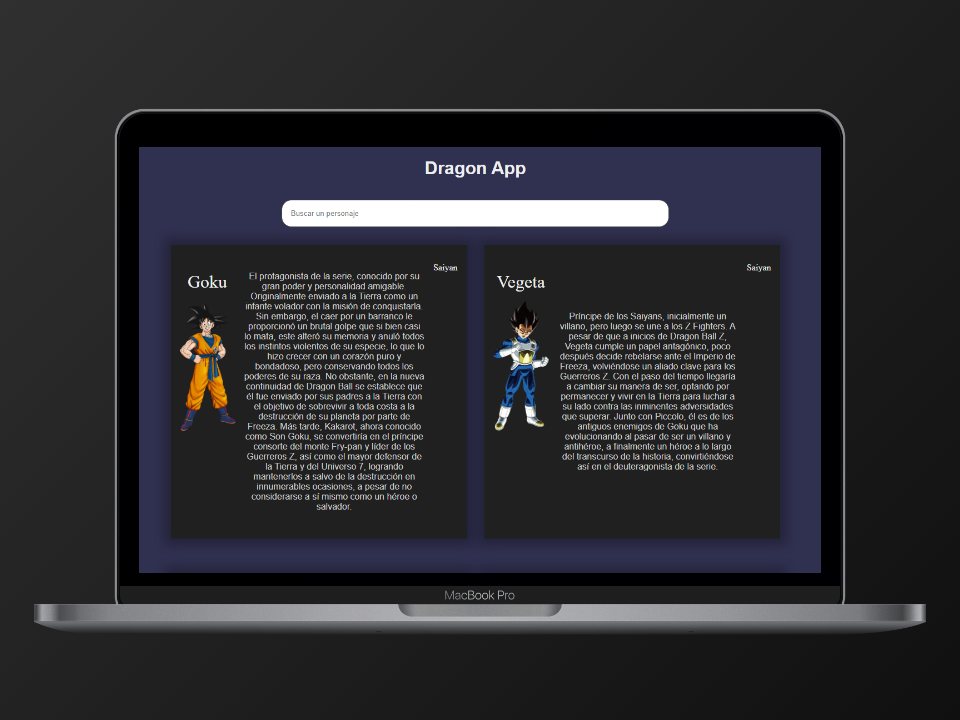 Dragon App
Buscar un personaje
Saiyan
Goku
El protagonista de la serie, conocido por su
gran poder y personalidad amigable.
Originalmente enviado a la Tierra como un
infante volador con la misión de conquistarla.
Sin embargo, el caer por un barranco le
proporcionó un brutal golpe que si bien casi
lo mata, este alteró su memoria y anuló todos
los instintos violentos de su especie, lo que lo
hizo crecer con un corazón puro y
bondadoso, pero conservando todos los
poderes de su raza. No obstante, en la nueva
continuidad de Dragon Ball se establece que
él fue enviado por sus padres a la Tierra con
el objetivo de sobrevivir a toda costa a la
destrucción de su planeta por parte de
Freeza. Más tarde, Kakarot, ahora conocido
como Son Goku, se convertiría en el príncipe
consorte del monte Fry-pan y líder de los
Guerreros Z, así como el mayor defensor de
la Tierra y del Universo 7, logrando
mantenerlos a salvo de la destrucción en
innumerables ocasiones, a pesar de no
considerarse a sí mismo como un héroe o
salvador.
Saiyan
Vegeta
Príncipe de los Saiyans, inicialmente un
villano, pero luego se une a los Z Fighters. A
pesar de que a inicios de Dragon Ball Z,
Vegeta cumple un papel antagónico, poco
después decide rebelarse ante el Imperio de
Freeza, volviéndose un aliado clave para los
Guerreros Z. Con el paso del tiempo llegaría
a cambiar su manera de ser, optando por
permanecer y vivir en la Tierra para luchar a
su lado contra las inminentes adversidades
que superar. Junto con Piccolo, él es de los
antiguos enemigos de Goku que ha
evolucionando al pasar de ser un villano y
antihéroe, a finalmente un héroe a lo largo
del transcurso de la historia, convirtiéndose
así en el deuteragonista de la serie.
MacBook Pro